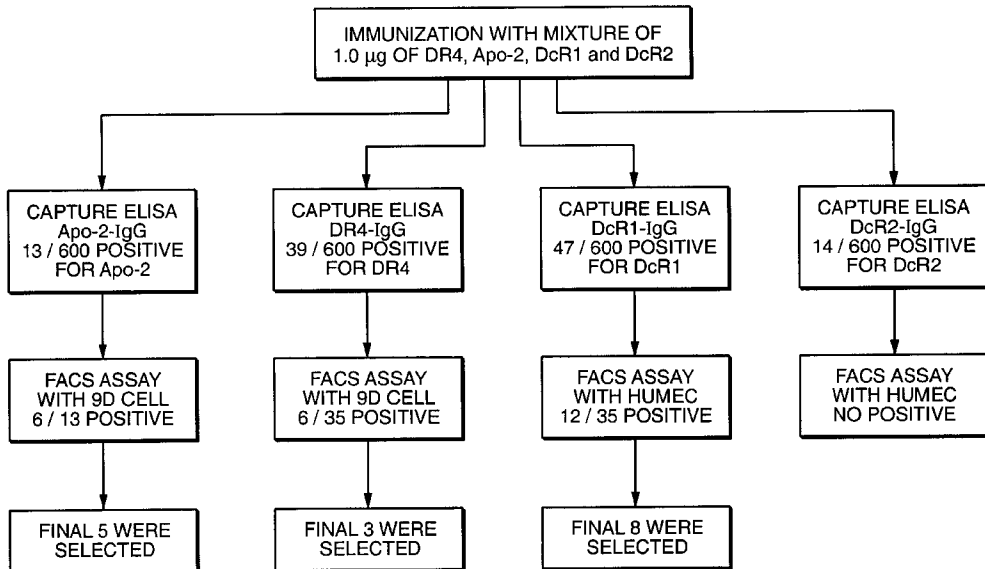 IMMUNIZATION WITH MIXTURE OF
1.0 µg OF DR4, Apo-2, DcR1 and DcR2
CAPTURE ELISA
Apo-2-IgG
13 / 600 POSITIVE
FOR Apo-2
CAPTURE ELISA
DR4-IgG
39 / 600 POSITIVE
FOR DR4
CAPTURE ELISA
DcR1-IgG
47 / 600 POSITIVE
FOR DcR1
CAPTURE ELISA
DcR2-IgG
14 / 600 POSITIVE
FOR DcR2
FACS ASSAY
WITH 9D CELL
6 / 13 POSITIVE
FACS ASSAY
WITH 9D CELL
6 / 35 POSITIVE
FACS ASSAY
WITH HUMEC
12 / 35 POSITIVE
FACS ASSAY
WITH HUMEC
NO POSITIVE
FINAL 5 WERE
SELECTED
FINAL 3 WERE
SELECTED
FINAL 8 WERE
SELECTED